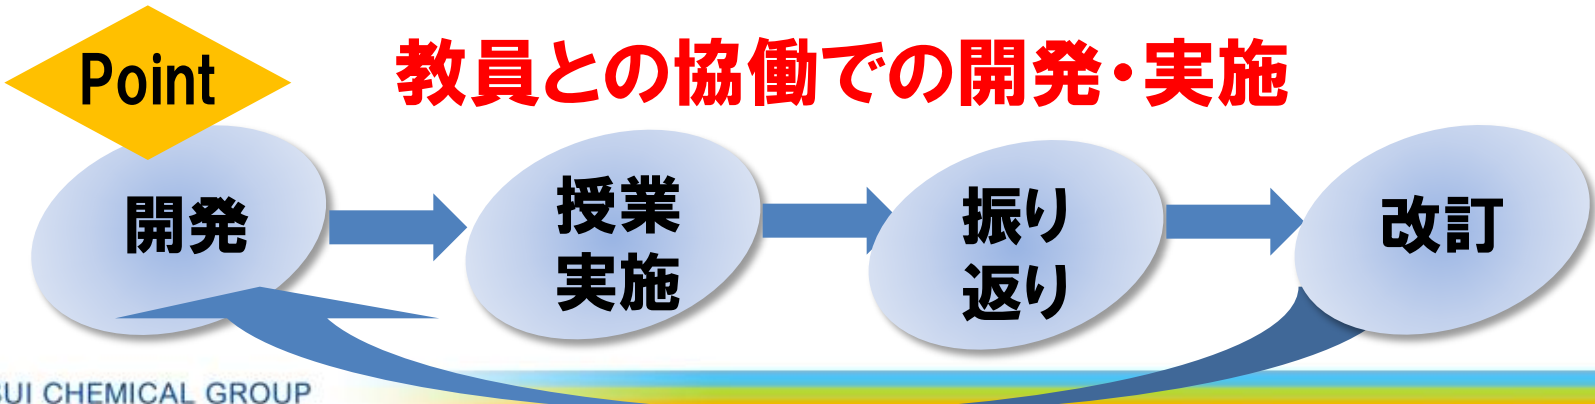 Point
教員との協働での開発・実施
開発
授業
実施
振り
返り
改訂
SUI CHEMICAL GROUP